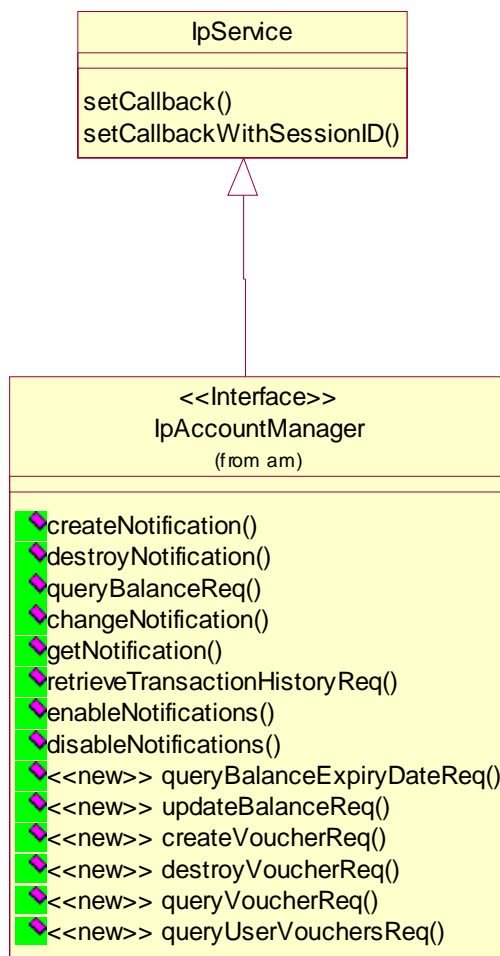 IpService
setCallback()
setCallbackWithSessionID()
<<Interface>>
IpAccountManager
(from am)
createNotification()
destroyNotification()
queryBalanceReq()
changeNotification()
getNotification()
retrieveTransactionHistoryReq()
enableNotifications()
disableNotifications()
<<new>> queryBalanceExpiryDateReq()
<<new>> updateBalanceReq()
<<new>> createVoucherReq()
<<new>> destroyVoucherReq()
<<new>> queryVoucherReq()
<<new>> queryUserVouchersReq()